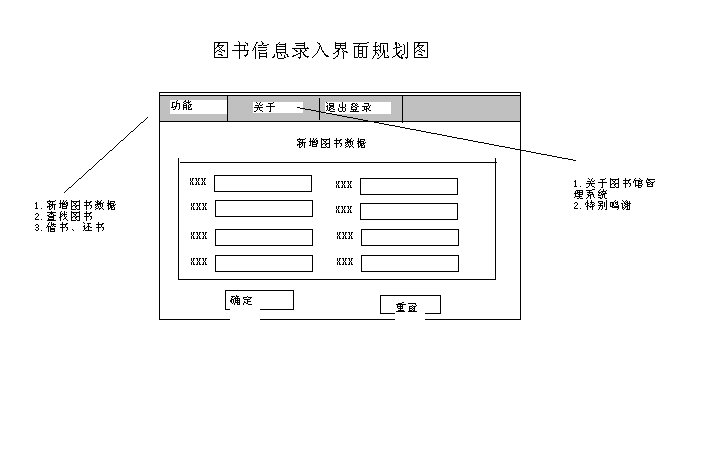 图书信息录入界面规划图
功能 关于 退出登录
新增图书数据
XXX XXX
XXX XXX
XXX XXX
XXX XXX
确定 重置
1.新增图书数据
2.查找图书
3.借书、还书
1.关于图书馆管
理系统
2.特别鸣谢